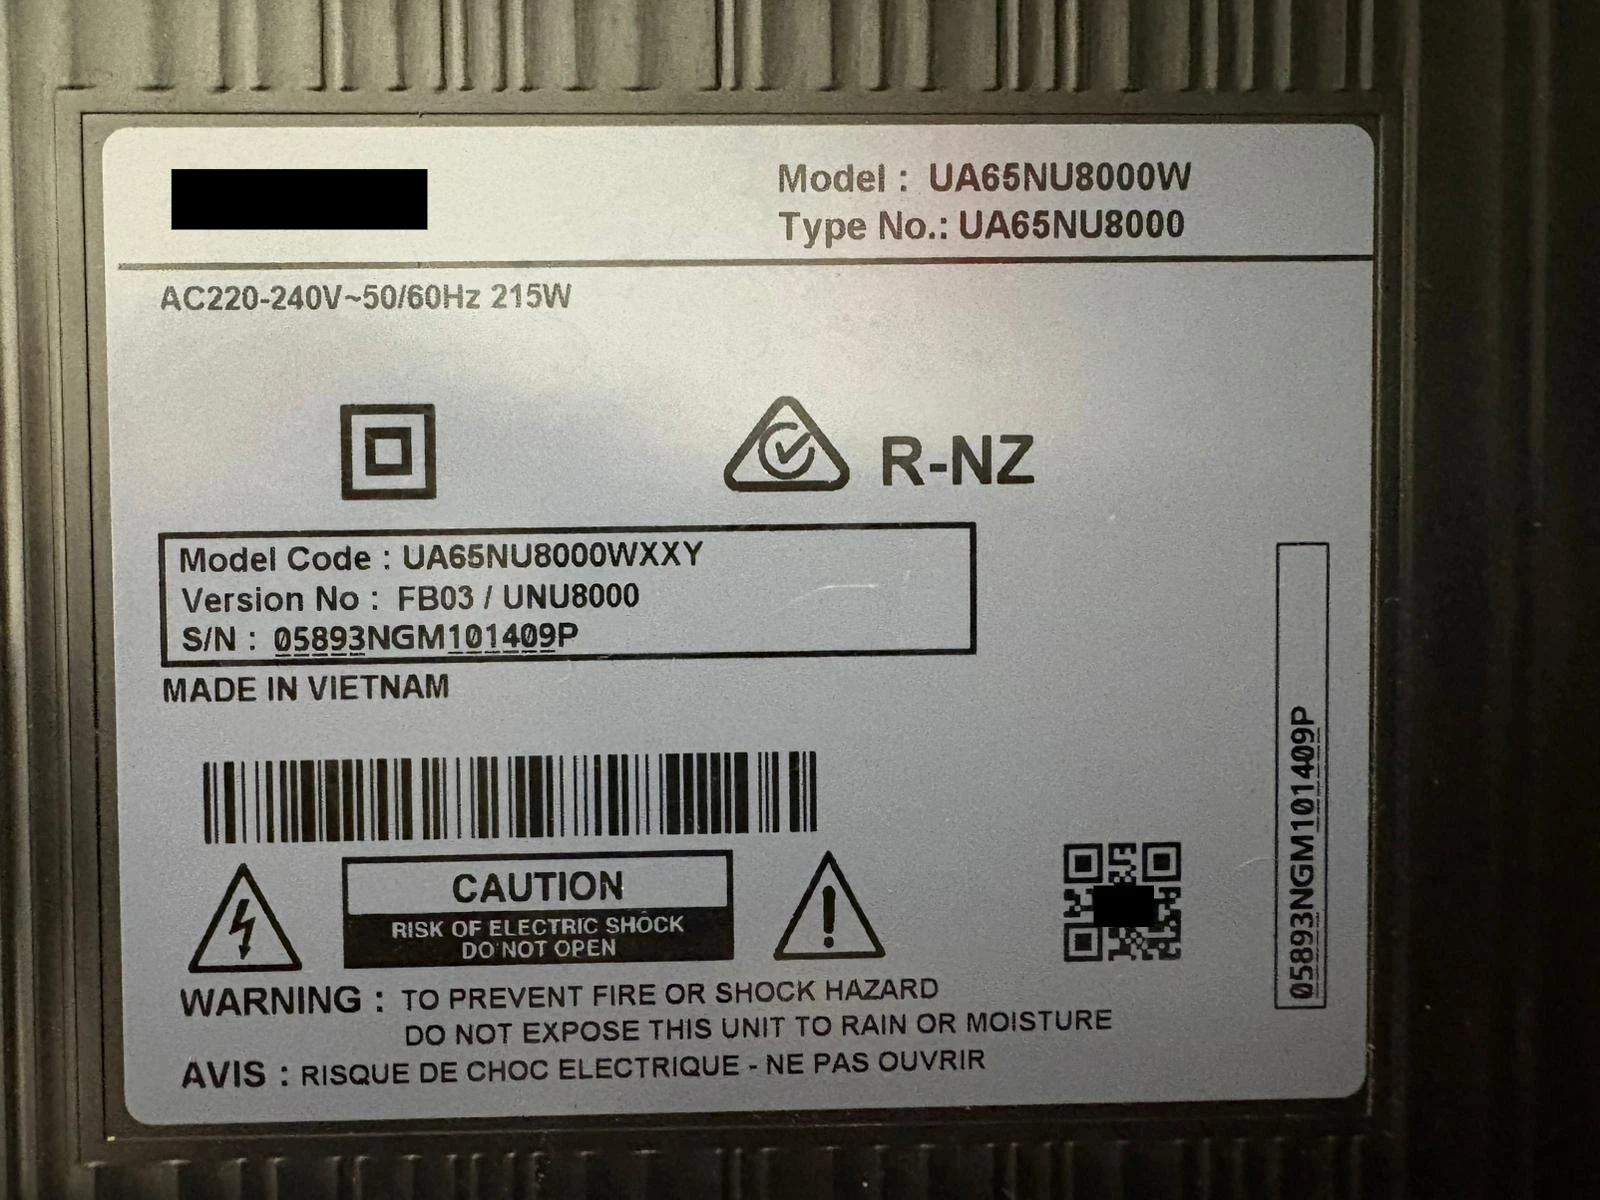 Model : UA65NU8000W
Type No.: UA65NU8000
AC220-240V~50/60Hz 215W
R-NZ
Model Code : UA65NU8000WXXY
Version No : FB03 / UNU8000
S/N : 05893NGM101409P
MADE IN VIETNAM
05893NGM101409P
CAUTION
RISK OF ELECTRIC SHOCK
DO NOT OPEN
WARNING : TO PREVENT FIRE OR SHOCK HAZARD
DO NOT EXPOSE THIS UNIT TO RAIN OR MOISTURE
AVIS : RISQUE DE CHOC ELECTRIQUE - NE PAS OUVRIR